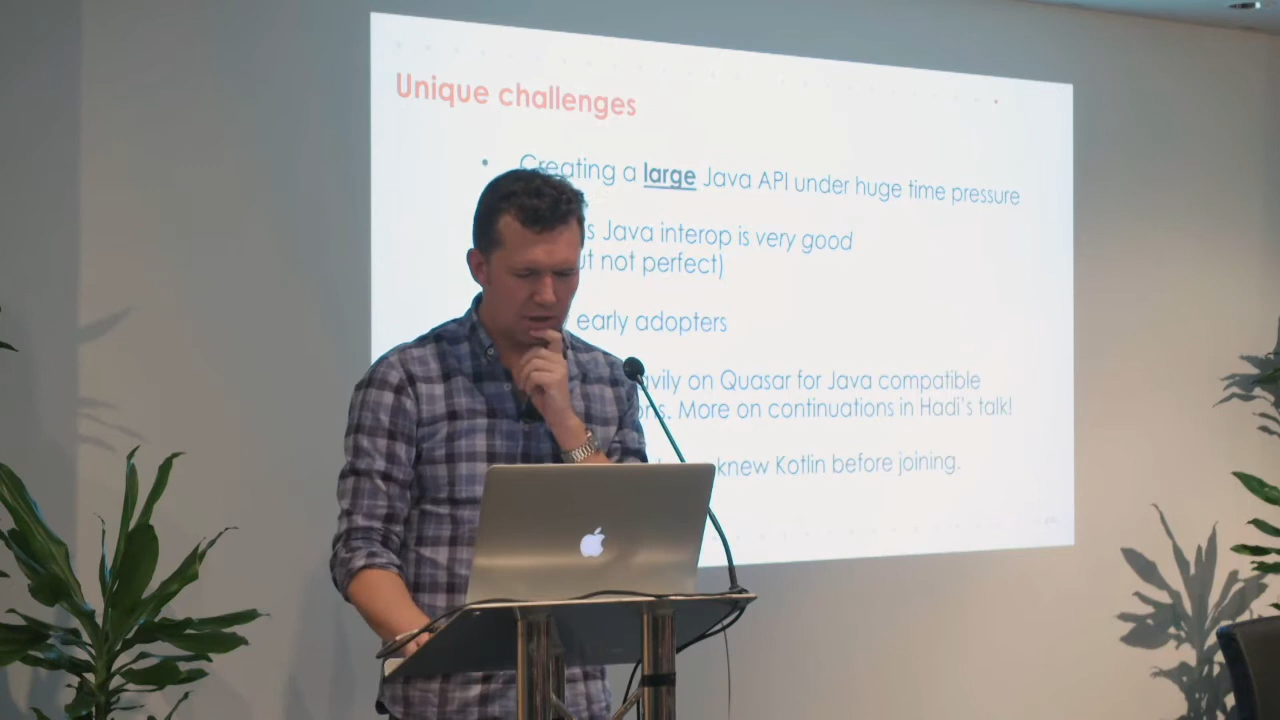 Unique challenges
• Creating a large Java API under huge time pressure
Java interop is very good
not perfect)
early adopters
on Quasar for Java compatible
More on continuations in Hadi's talk!
knew Kotlin before joining.